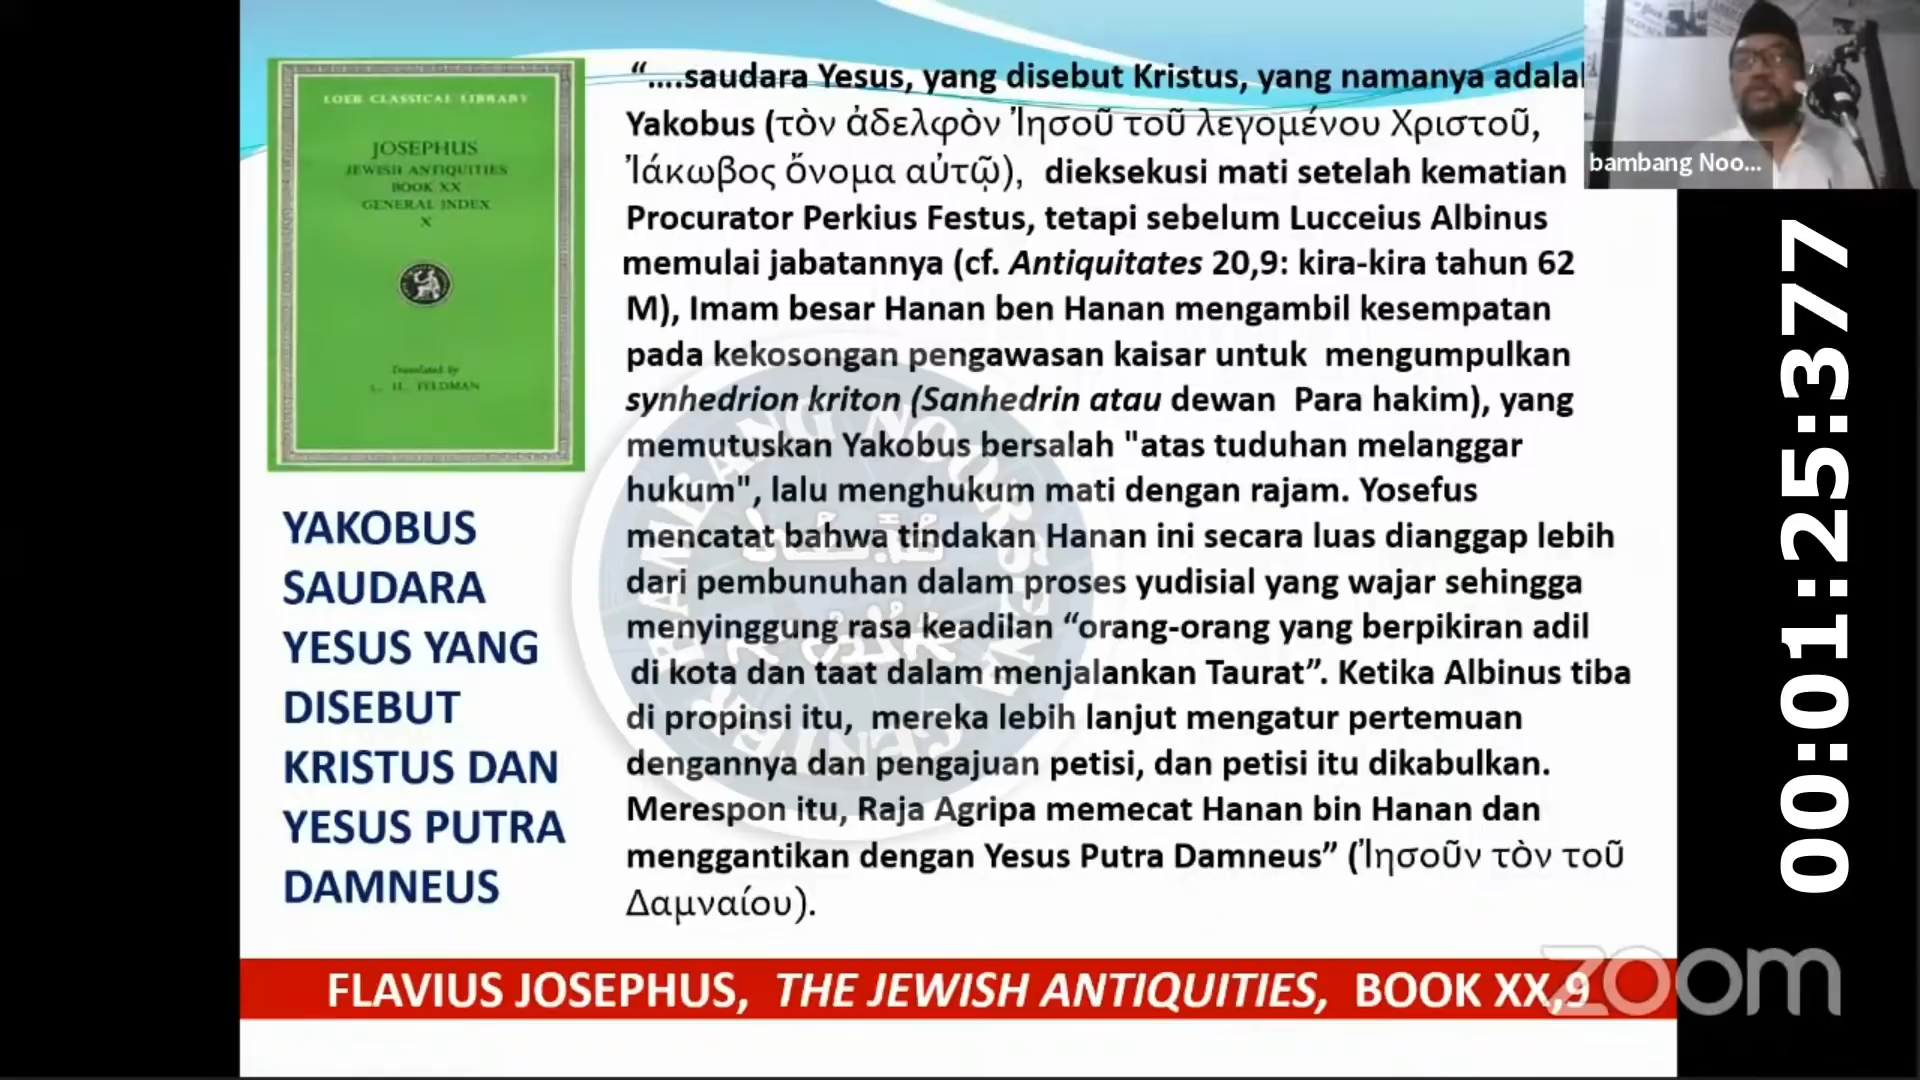 LOEB CLASSICAL LIBRARY
JOSEPHUS
JEWISH ANTIQUITIES
BOOK XX
GENERAL INDEX
X
Translated by
L. H. FELDMAN
YAKOBUS
SAUDARA
YESUS YANG
DISEBUT
KRISTUS DAN
YESUS PUTRA
DAMNEUS
“....saudara Yesus, yang disebut Kristus, yang namanya adalah
Yakobus (τὸν ἀδελφὸν Ἰησοῦ τοῦ λεγομένου Χριστοῦ,
Ἰάκωβος ὄνομα αὐτῷ), dieksekusi mati setelah kematian
Procurator Perkius Festus, tetapi sebelum Lucceius Albinus
memulai jabatannya (cf. Antiquitates 20,9: kira-kira tahun 62
M), Imam besar Hanan ben Hanan mengambil kesempatan
pada kekosongan pengawasan kaisar untuk mengumpulkan
synhedrion kriton (Sanhedrin atau dewan Para hakim), yang
memutuskan Yakobus bersalah "atas tuduhan melanggar
hukum", lalu menghukum mati dengan rajam. Yosefus
mencatat bahwa tindakan Hanan ini secara luas dianggap lebih
dari pembunuhan dalam proses yudisial yang wajar sehingga
menyinggung rasa keadilan “orang-orang yang berpikiran adil
di kota dan taat dalam menjalankan Taurat”. Ketika Albinus tiba
di propinsi itu, mereka lebih lanjut mengatur pertemuan
dengannya dan pengajuan petisi, dan petisi itu dikabulkan.
Merespon itu, Raja Agripa memecat Hanan bin Hanan dan
menggantikan dengan Yesus Putra Damneus” (Ἰησοῦν τὸν τοῦ
Δαμναίου).
FLAVIUS JOSEPHUS, THE JEWISH ANTIQUITIES, BOOK XX,9
BAMBANG NOORSENA CENTER
bambang Noo...
00:01:25:377
zoom